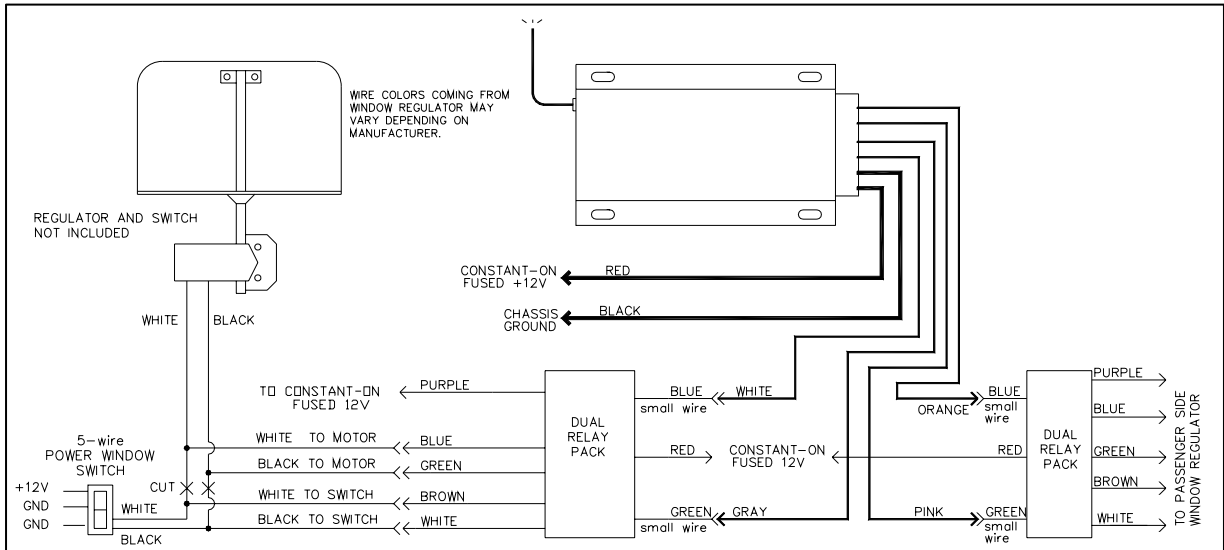 WIRE COLORS COMING FROM
WINDOW REGULATOR MAY
VARY DEPENDING ON
MANUFACTURER.
REGULATOR AND SWITCH
NOT INCLUDED
WHITE
BLACK
CONSTANT-ON
FUSED +12V
RED
CHASSIS
GROUND
BLACK
TO CONSTANT-ON
FUSED 12V
PURPLE
5-wire
POWER WINDOW
SWITCH
+12V
GND
GND
CUT
WHITE
BLACK
WHITE TO MOTOR
BLUE
BLACK TO MOTOR
GREEN
WHITE TO SWITCH
BROWN
BLACK TO SWITCH
WHITE
DUAL
RELAY
PACK
BLUE
small wire
WHITE
RED
CONSTANT-ON
FUSED 12V
RED
GREEN
small wire
GRAY
ORANGE
BLUE
small
wire
PINK
GREEN
small
wire
DUAL
RELAY
PACK
PURPLE
BLUE
GREEN
BROWN
WHITE
TO PASSENGER SIDE
WINDOW REGULATOR